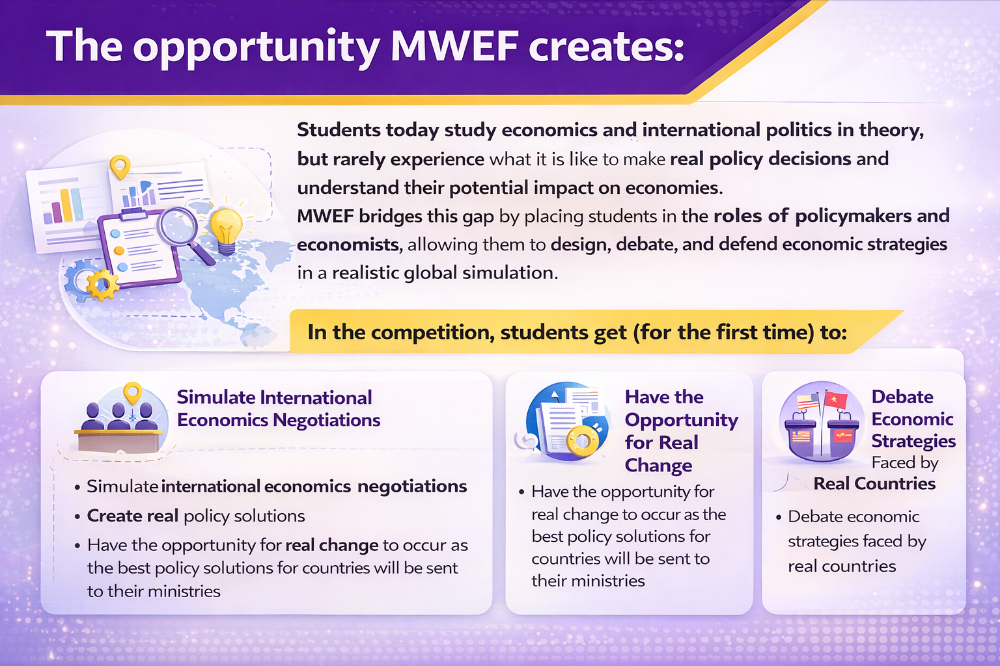 The opportunity MWEF creates:
Students today study economics and international politics in theory,
but rarely experience what it is like to make real policy decisions and
understand their potential impact on economies.
MWEF bridges this gap by placing students in the roles of policymakers and
economists, allowing them to design, debate, and defend economic strategies
in a realistic global simulation.
In the competition, students get (for the first time) to:
Simulate International
Economics Negotiations
• Simulate international economics negotiations
• Create real policy solutions
• Have the opportunity for real change to occur as
the best policy solutions for countries will be sent
to their ministries
Have the
Opportunity
for Real
Change
• Have the opportunity for
real change to occur as the
best policy solutions for
countries will be sent to
their ministries
Debate
Economic
Strategies
Faced by
Real Countries
• Debate economic
strategies faced by
real countries